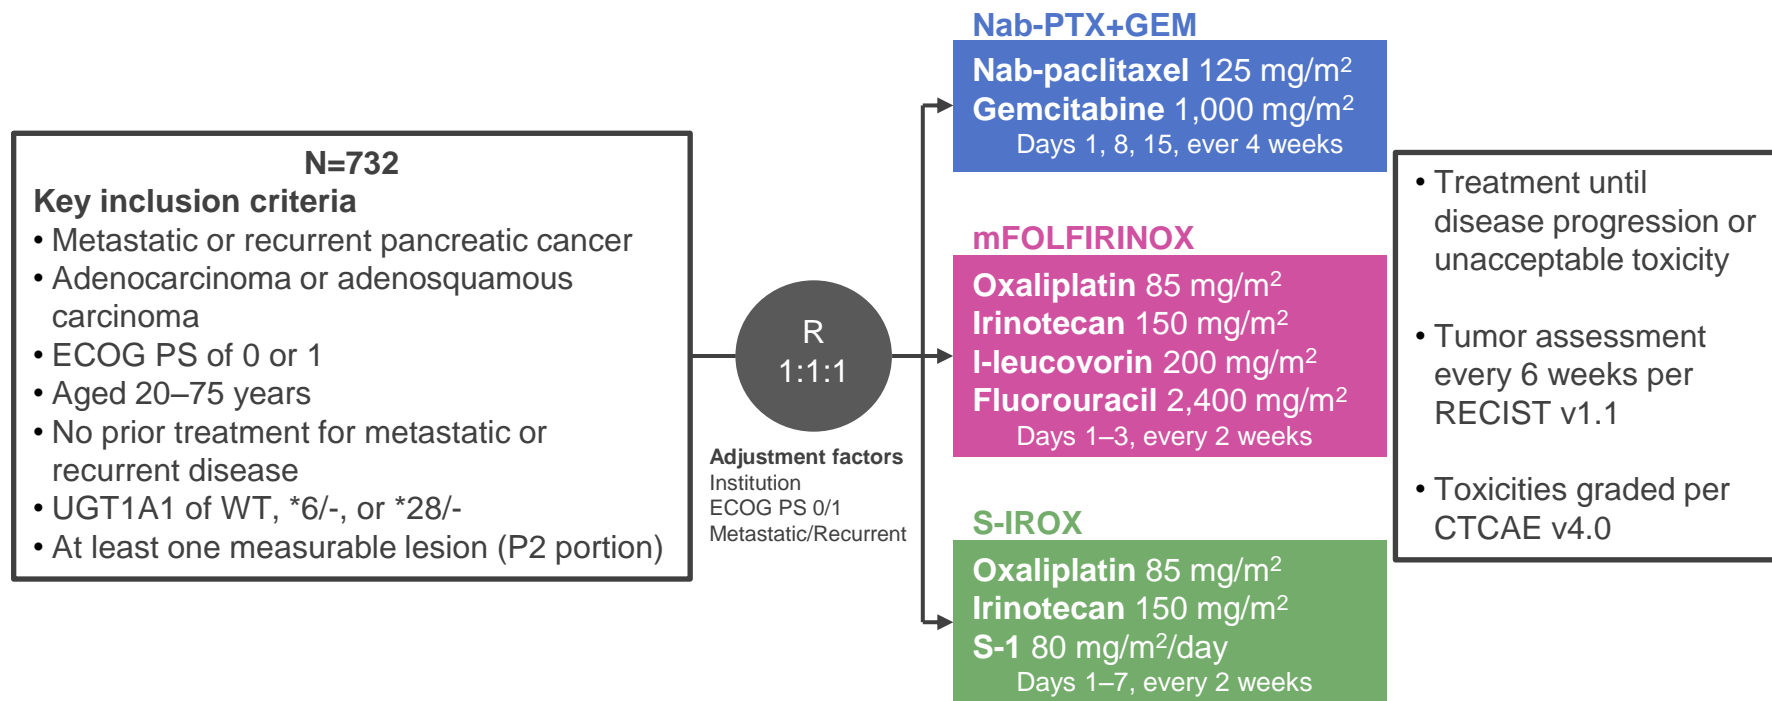 N=732
Key inclusion criteria
• Metastatic or recurrent pancreatic cancer
• Adenocarcinoma or adenosquamous
carcinoma
• ECOG PS of 0 or 1
• Aged 20–75 years
• No prior treatment for metastatic or
recurrent disease
• UGT1A1 of WT, *6/-, or *28/-
• At least one measurable lesion (P2 portion)
R
1:1:1
Adjustment factors
Institution
ECOG PS 0/1
Metastatic/Recurrent
Nab-PTX+GEM
Nab-paclitaxel 125 mg/m²
Gemcitabine 1,000 mg/m²
Days 1, 8, 15, ever 4 weeks
mFOLFIRINOX
Oxaliplatin 85 mg/m²
Irinotecan 150 mg/m²
l-leucovorin 200 mg/m²
Fluorouracil 2,400 mg/m²
Days 1–3, every 2 weeks
S-IROX
Oxaliplatin 85 mg/m²
Irinotecan 150 mg/m²
S-1 80 mg/m²/day
Days 1–7, every 2 weeks
• Treatment until
disease progression or
unacceptable toxicity
• Tumor assessment
every 6 weeks per
RECIST v1.1
• Toxicities graded per
CTCAE v4.0